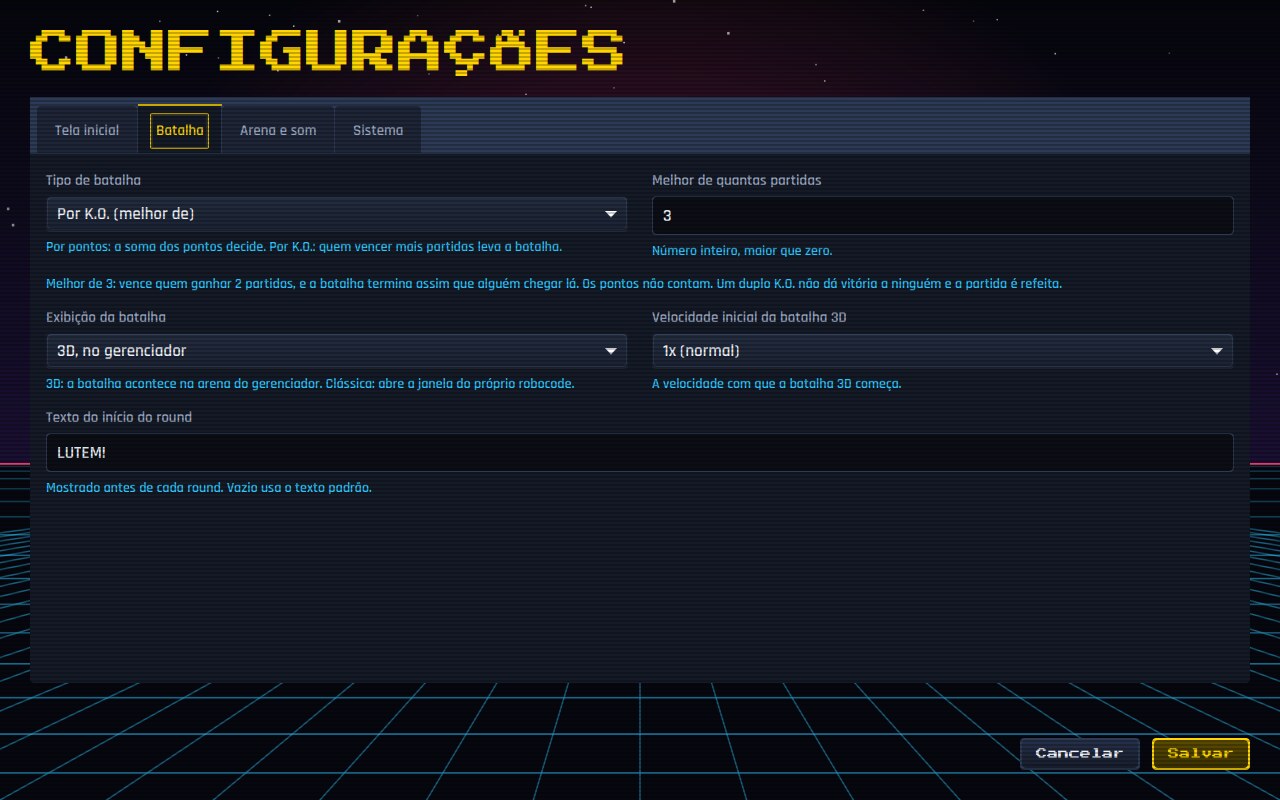 CONFIGURAÇÕES
Tela inicial
Batalha
Arena e som
Sistema
Tipo de batalha
Melhor de quantas partidas
Por K.O. (melhor de)
3
Por pontos: a soma dos pontos decide. Por K.O.: quem vencer mais partidas leva a batalha.
Número inteiro, maior que zero.
Melhor de 3: vence quem ganhar 2 partidas, e a batalha termina assim que alguém chegar lá. Os pontos não contam. Um duplo K.O. não dá vitória a ninguém e a partida é refeita.
Exibição da batalha
Velocidade inicial da batalha 3D
3D, no gerenciador
1x (normal)
3D: a batalha acontece na arena do gerenciador. Clássica: abre a janela do próprio robocode.
A velocidade com que a batalha 3D começa.
Texto do início do round
LUTEM!
Mostrado antes de cada round. Vazio usa o texto padrão.
Cancelar
Salvar